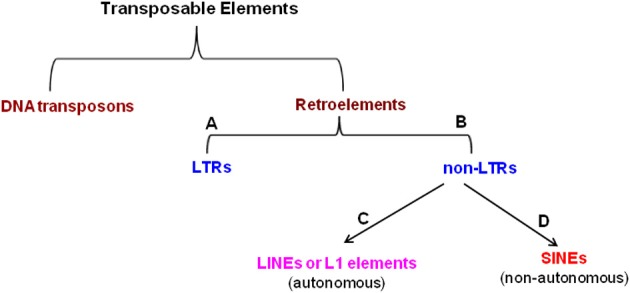 Transposable Elements
DNA transposons
Retroelements
A
B
LTRs
non-LTRs
C
D
LINEs or L1 elements
(autonomous)
SINEs
(non-autonomous)